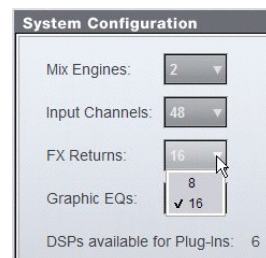 System Configuration
Mix Engines: 2
Input Channels: 48
FX Returns: 16
8
✓ 16
Graphic EQs:
DSPs available for Plug-Ins: 6